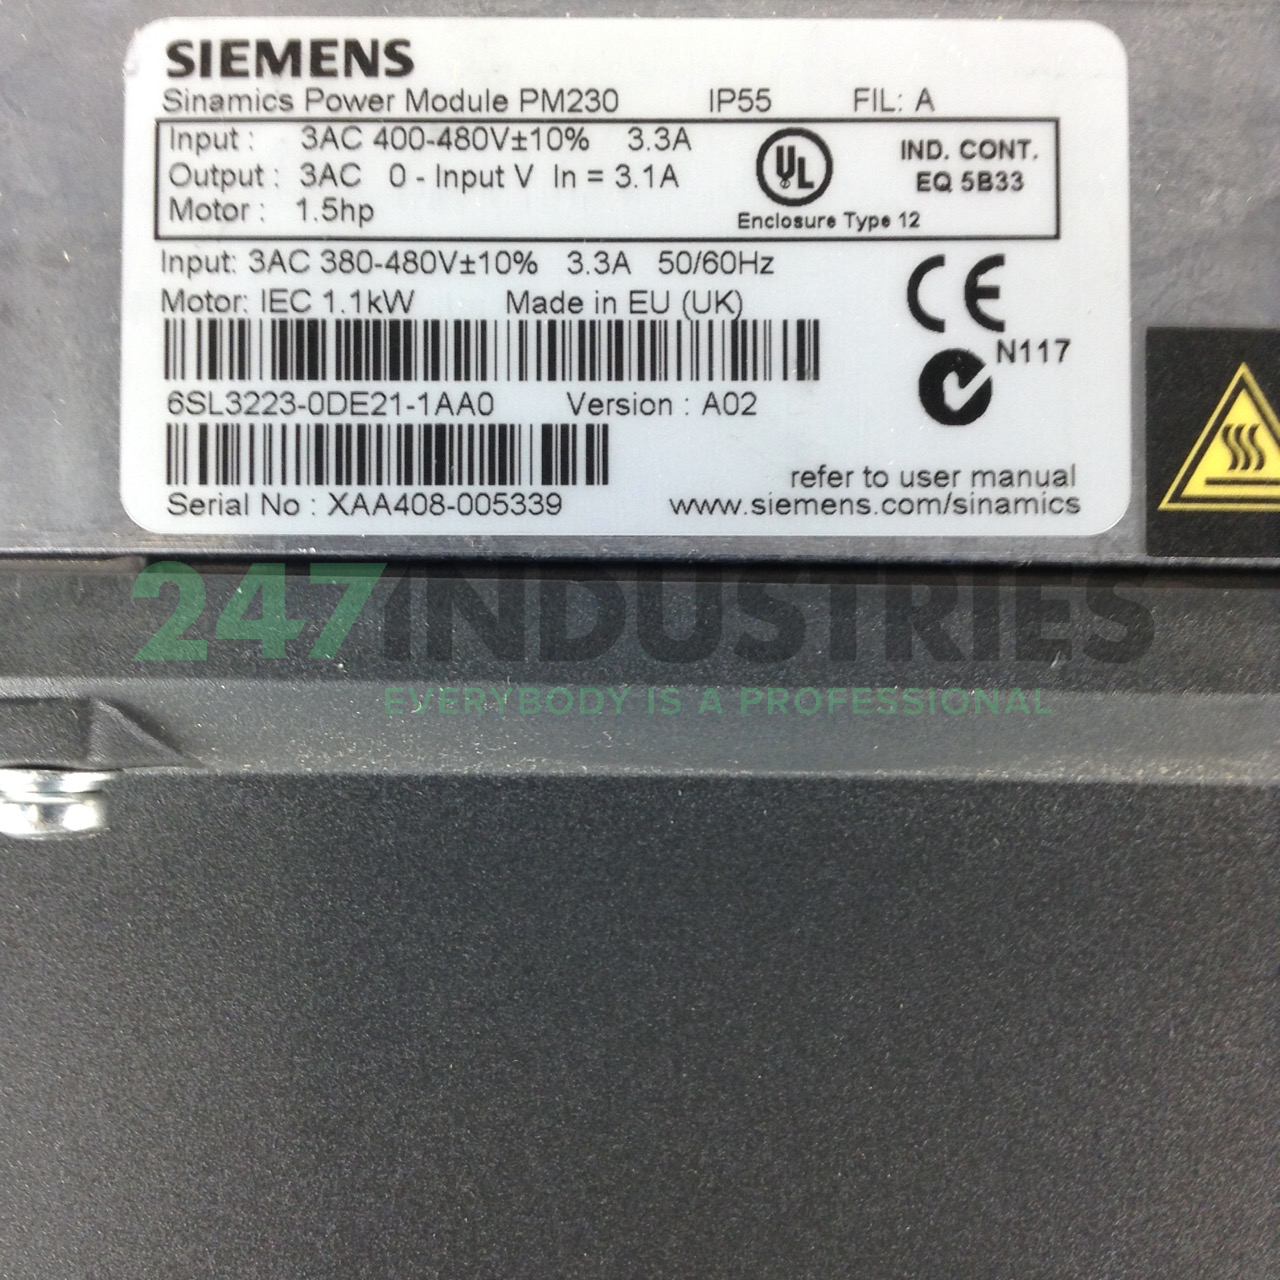 SIEMENS
Sinamics Power Module PM230 IP55 FIL: A
Input : 3AC 400-480V±10% 3.3A
Output : 3AC 0 - Input V In = 3.1A
Motor : 1.5hp
UL
IND. CONT.
EQ 5B33
Enclosure Type 12
Input: 3AC 380-480V±10% 3.3A 50/60Hz
Motor: IEC 1.1kW Made in EU (UK)
CE
N117
6SL3223-0DE21-1AA0 Version : A02
Serial No : XAA408-005339
refer to user manual
www.siemens.com/sinamics
247INDUSTRIES
EVERYBODY IS A PROFESSIONAL